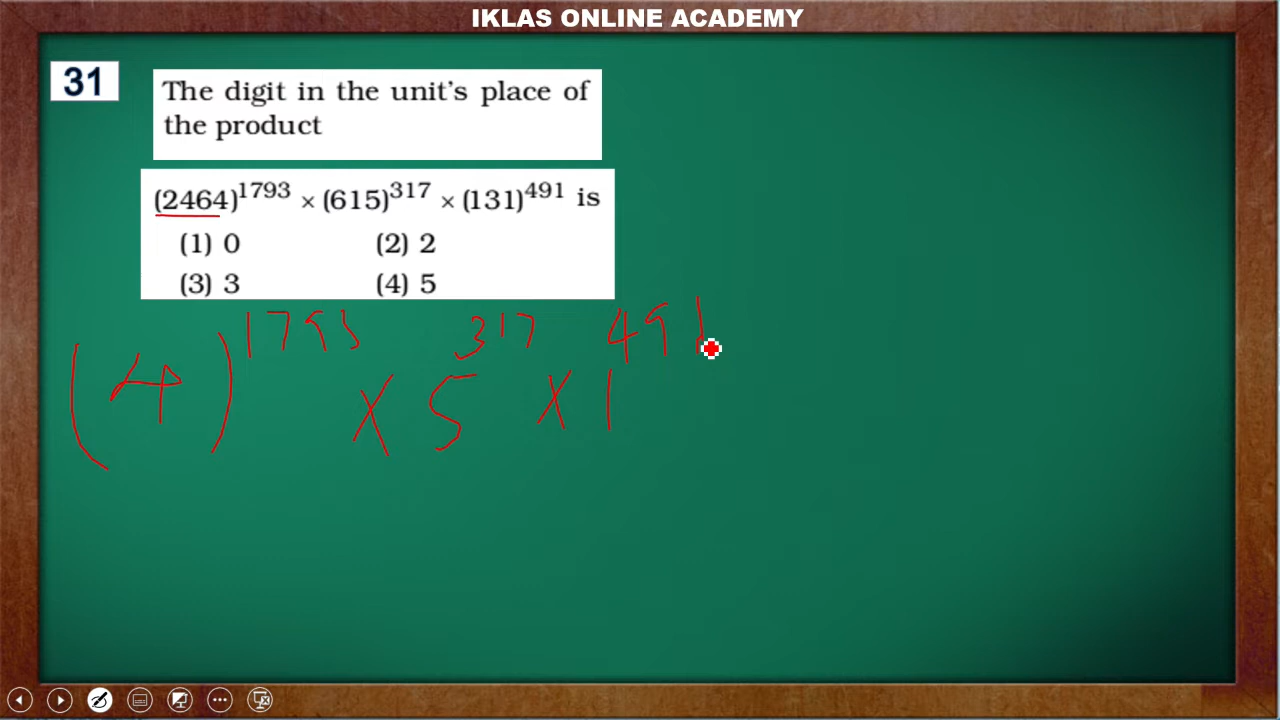 IKLAS ONLINE ACADEMY
31
The digit in the unit's place of
the product
(2464)^1793 × (615)^317 × (131)^491 is
(1) 0 (2) 2
(3) 3 (4) 5
(4)^1793 × 5^317 × 1^491